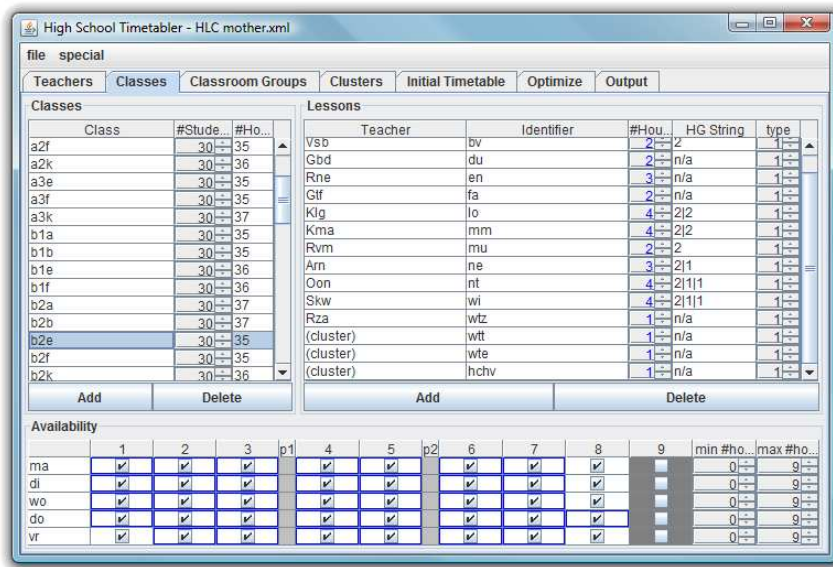 High School Timetabler - HLC mother.xml
file special
Teachers Classes Classroom Groups Clusters Initial Timetable Optimize Output
Classes
Class #Stude... #Ho...
a2f 30 35
a2k 30 36
a3e 30 35
a3f 30 35
a3k 30 37
b1a 30 35
b1b 30 35
b1e 30 36
b1f 30 36
b2a 30 37
b2b 30 37
b2e 30 35
b2f 30 35
b2k 30 36
Add Delete
Lessons
Teacher Identifier #Hou... HG String type
Vsb bv 2 2 1
Gbd du 2 n/a 1
Rne en 3 n/a 1
Gtf fa 2 n/a 1
Klg lo 4 2|2 1
Kma mm 4 2|2 1
Rvm mu 2 2 1
Arn ne 3 2|1 1
Oon nt 4 2|1|1 1
Skw wi 4 2|1|1 1
Rza wtz 1 n/a 1
(cluster) wtt 1 n/a 1
(cluster) wte 1 n/a 1
(cluster) hchv 1 n/a 1
Add Delete
Availability
1 2 3 p1 4 5 p2 6 7 8 9 min #ho... max #ho...
ma 0 9
di 0 9
wo 0 9
do 0 9
vr 0 9